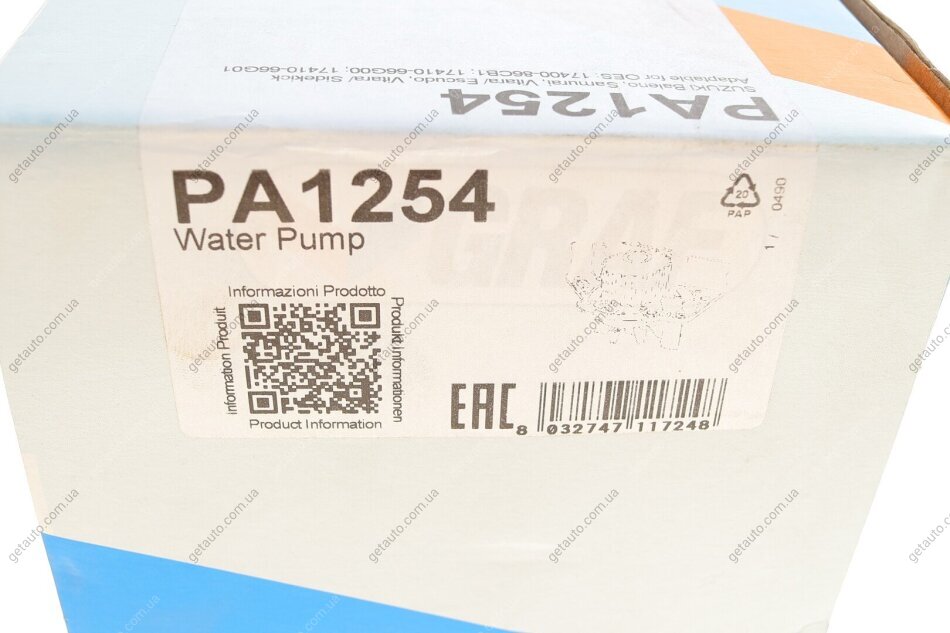 PA1254
SUZUKI Baleno, Samurai, Vitara/ Escudo, Vitara/ Sidekick
Adaptable for OES: 17400-86CB1; 17410-66G00; 17410-66G01
PA1254
Water Pump
20
PAP
1 / 0490
GRAF
Informazioni Prodotto
information Produit
Produkt informationen
Product Information
EAC
8 032747 117248
getauto.com.ua